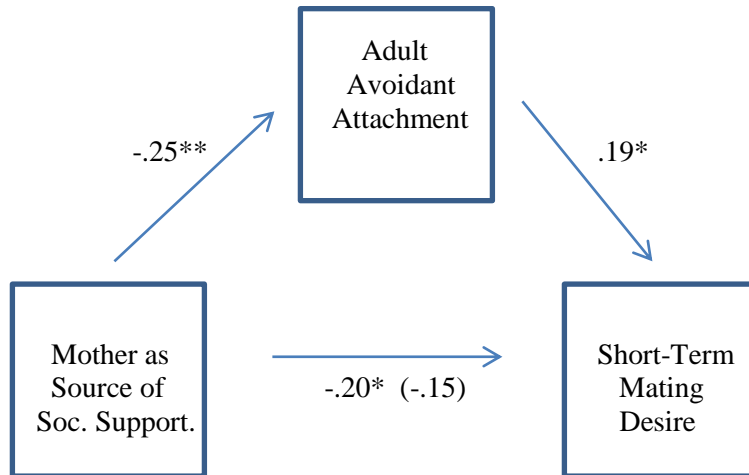 Adult
Avoidant
Attachment
-.25**
.19*
Mother as
Source of
Soc. Support.
-.20* (-.15)
Short-Term
Mating
Desire